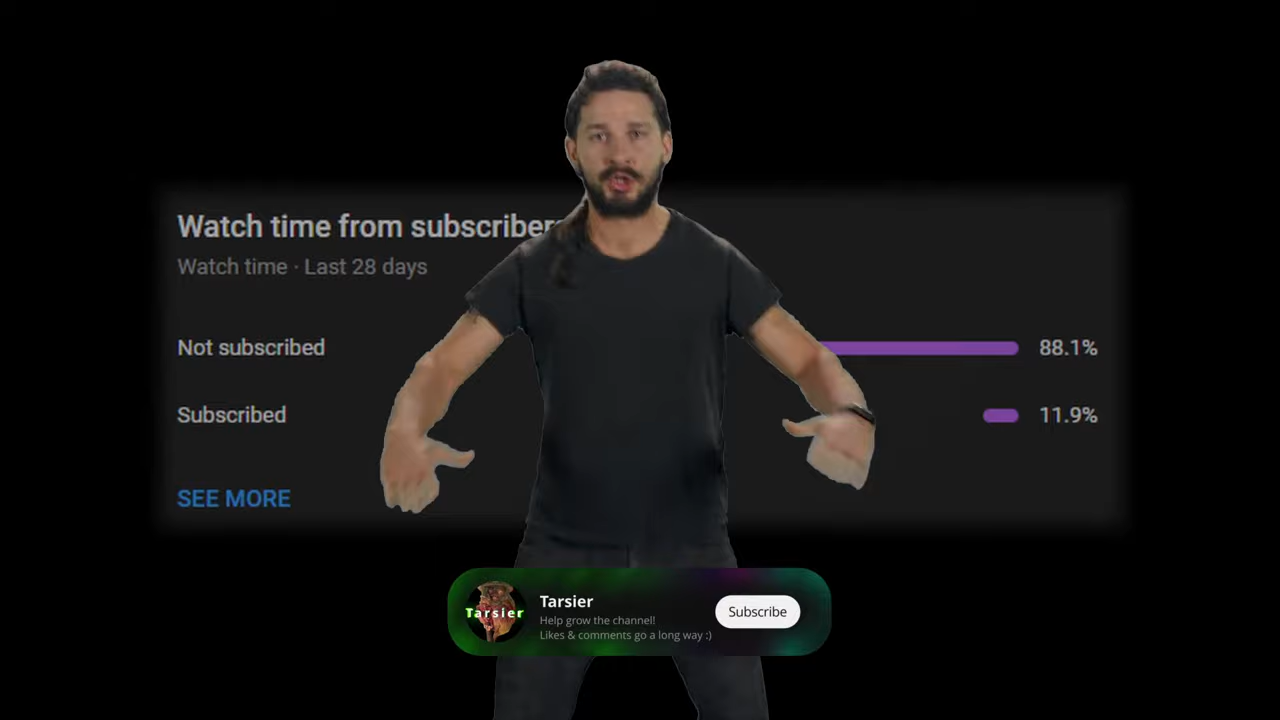 Watch time from subscribers
Watch time · Last 28 days
Not subscribed 88.1%
Subscribed 11.9%
SEE MORE
Tarsier
Tarsier
Help grow the channel!
Likes & comments go a long way :)
Subscribe